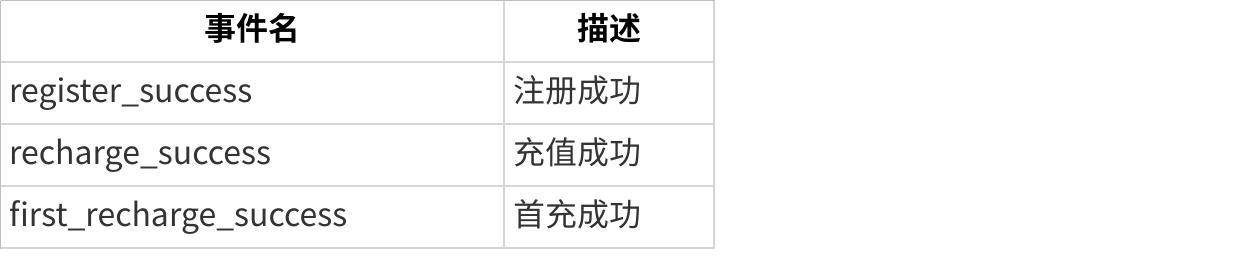 事件名 描述
register_success 注册成功
recharge_success 充值成功
first_recharge_success 首充成功